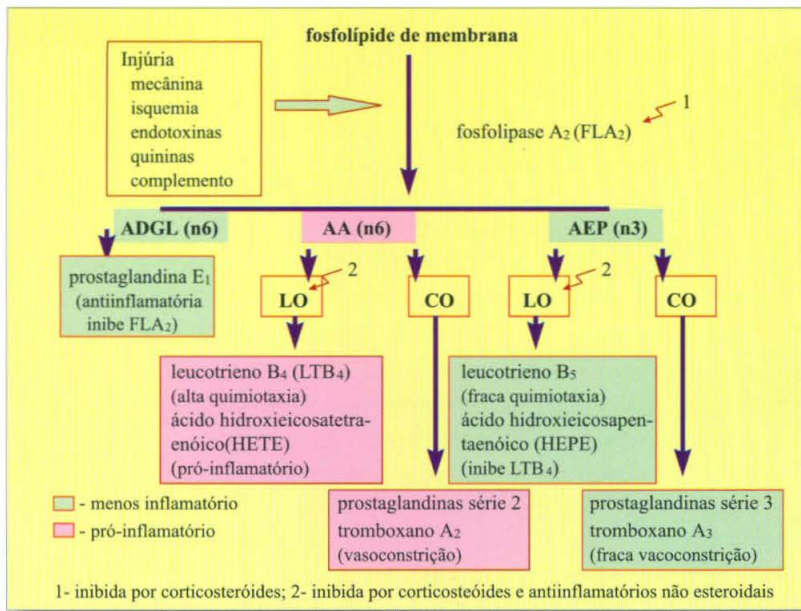 fosfolípide de membrana
Injúria
mecânina
isquemia
endotoxinas
quininas
complemento
1
fosfolipase A2 (FLA2)
ADGL (n6)
AA (n6)
AEP (n3)
prostaglandina E1
(antiinflamatória
inibe FLA2)
2
LO
CO
2
LO
CO
leucotrieno B4 (LTB4)
(alta quimiotaxia)
ácido hidroxieicosatetra-
enóico(HETE)
(pró-inflamatório)
leucotrieno B5
(fraca quimiotaxia)
ácido hidroxieicosapen-
taenóico (HEPE)
(inibe LTB4)
- menos inflamatório
- pró-inflamatório
prostaglandinas série 2
tromboxano A2
(vasoconstrição)
prostaglandinas série 3
tromboxano A3
(fraca vacoconstrição)
1- inibida por corticosteróides; 2- inibida por corticosteóides e antiinflamatórios não esteroidais